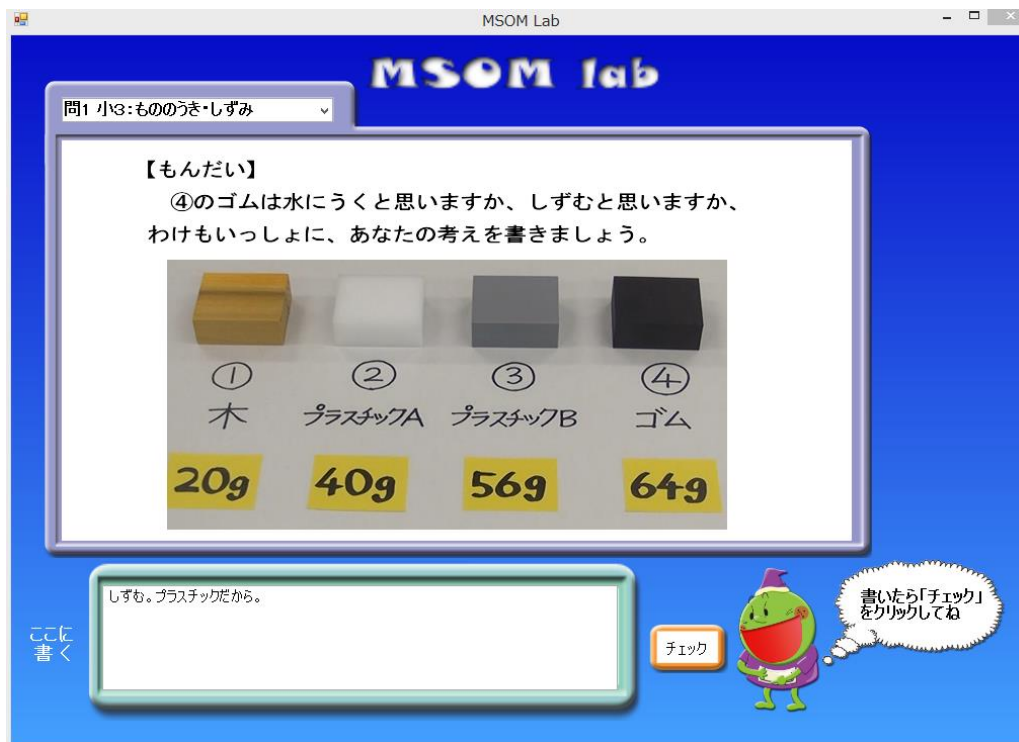 MSOM Lab
MSOM lab
問1 小3:もののうき・しずみ
【もんだい】
④のゴムは水にうくと思いますか、しずむと思いますか、
わけもいっしょに、あなたの考えを書きましょう。
① ② ③ ④
木 プラスチックA プラスチックB ゴム
20g 40g 56g 64g
ここに
書く
しずむ。プラスチックだから。
チェック
書いたら「チェック」
をクリックしてね